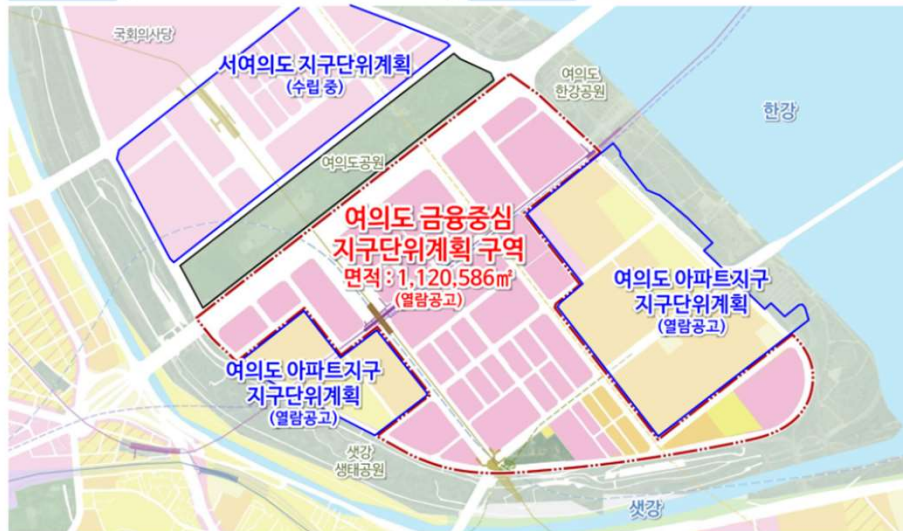 국회의사당
서여의도 지구단위계획
(수립 중)
여의도
한강공원
한강
여의도공원
여의도 금융중심
지구단위계획 구역
면적 : 1,120,586㎡
(열람공고)
여의도 아파트지구
지구단위계획
(열람공고)
여의도 아파트지구
지구단위계획
(열람공고)
샛강
생태공원
샛강